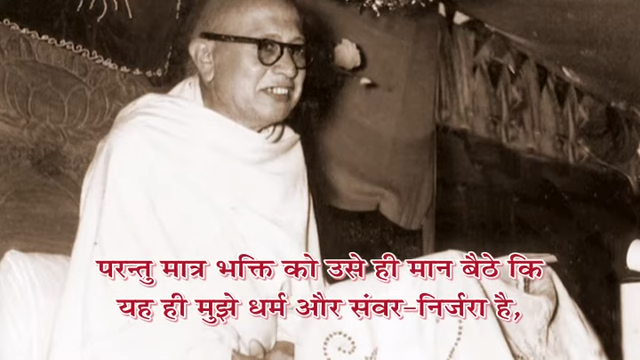 परन्तु मात्र भक्ति को उसे ही मान बैठे कि
यह ही मुझे धर्म और संवर-निर्जरा है,